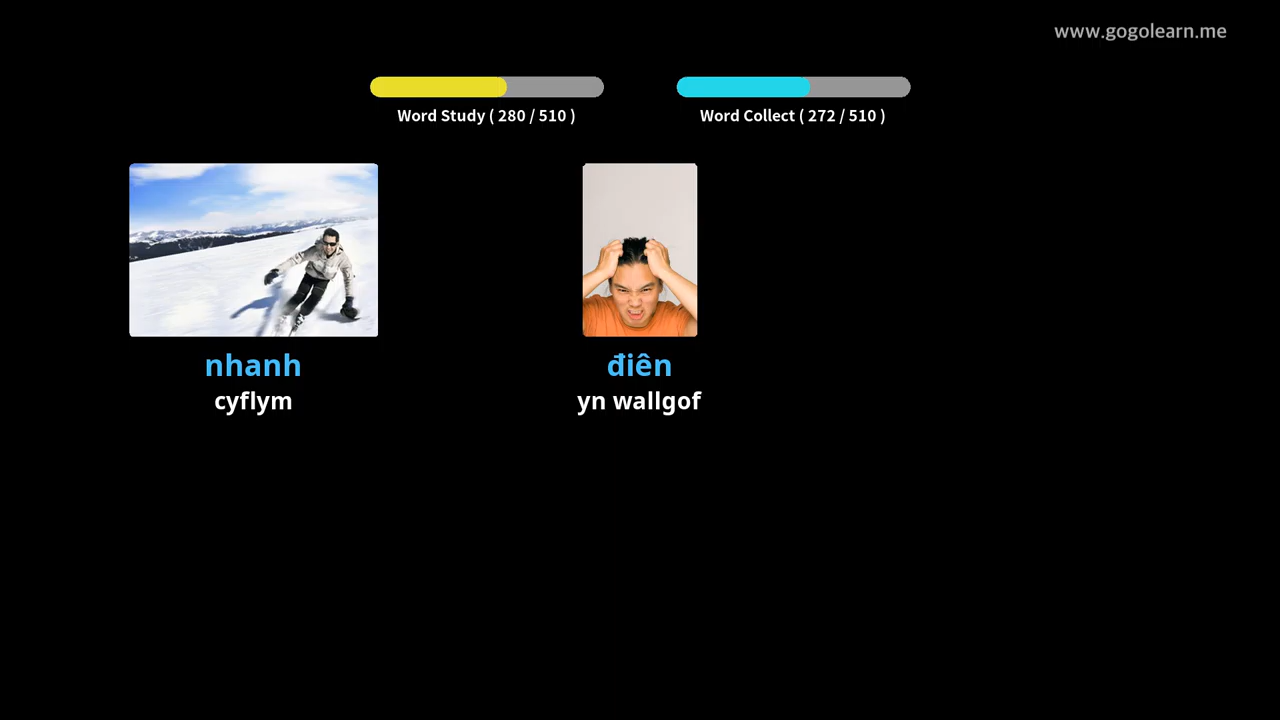 www.gogolearn.me
Word Study ( 280 / 510 )
Word Collect ( 272 / 510 )
nhanh
cyflym
điên
yn wallgof